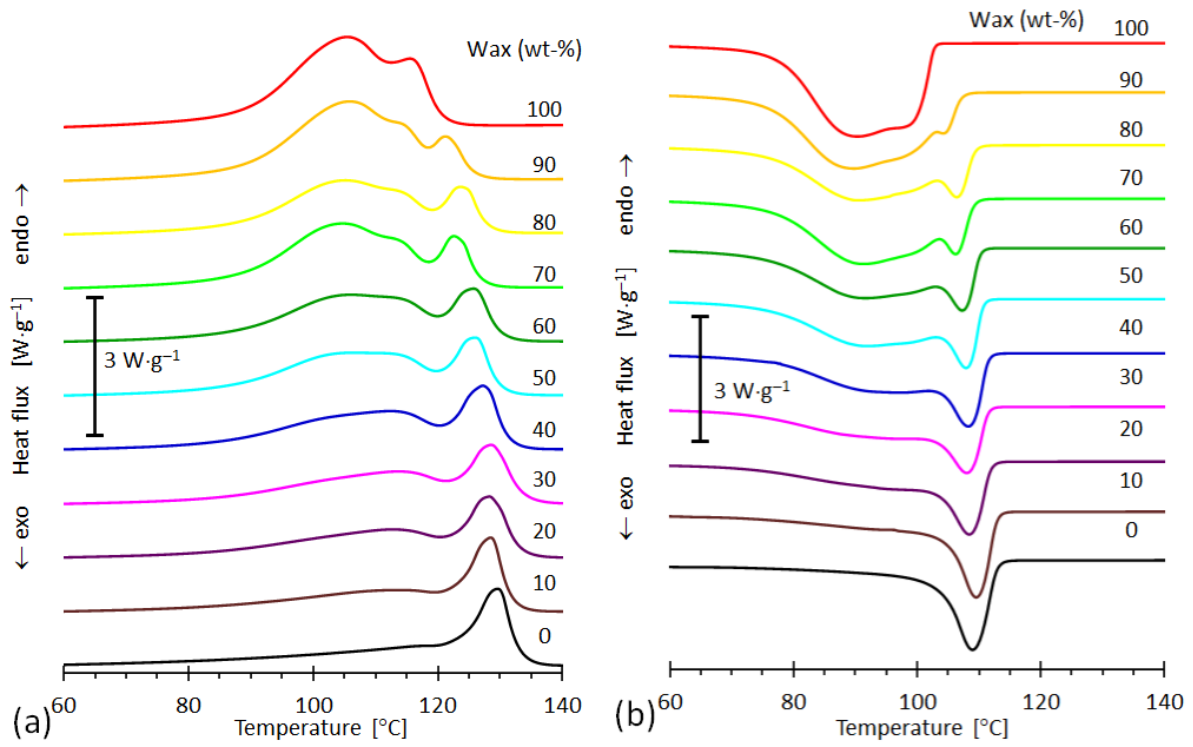 Wax (wt-%)
100
90
80
70
60
50
40
30
20
10
0
← exo Heat flux [W·g⁻¹] endo →
3 W·g⁻¹
60 80 100 120 140
(a) Temperature [°C]
Wax (wt-%) 100
90
80
70
60
50
40
30
20
10
0
← exo Heat flux [W·g⁻¹] endo →
3 W·g⁻¹
60 80 100 120 140
(b) Temperature [°C]